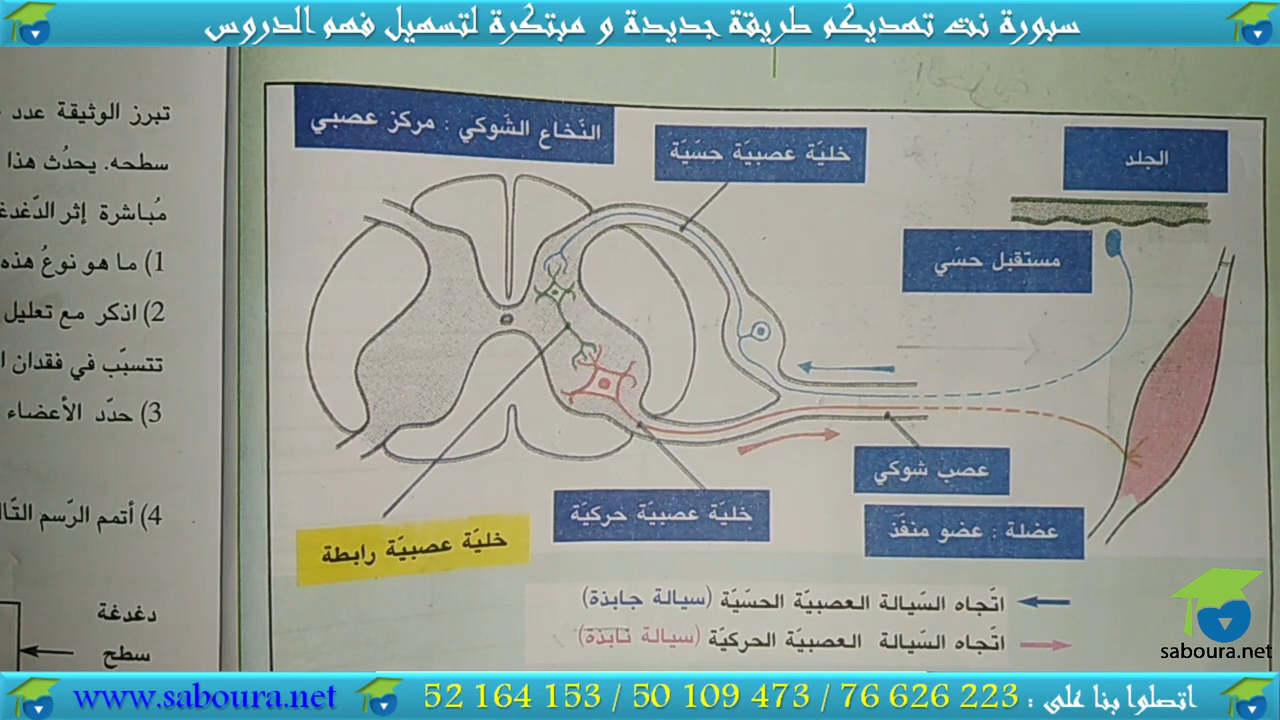 سبورة نت تهديكم طريقة جديدة و مبتكرة لتسهيل فهم الدروس
النّخاع الشّوكي : مركز عصبي
خليّة عصبيّة حسّيّة
الجلد
مستقبل حسّي
عصب شوكي
خليّة عصبيّة حركيّة
عضلة : عضو منفّذ
خليّة عصبيّة رابطة
اتّجاه السّيالة العصبيّة الحسّيّة (سيالة جابذة)
اتّجاه السّيالة العصبيّة الحركيّة (سيالة نابذة)
تبرز الوثيقة عدد
سطحه. يحدُث هذا
مُباشرة إثر الدّغدغ
1) ما هو نوعُ هذه
2) اذكر مع تعليل
تتسبّب في فقدان ا
3) حدّد الأعضاء
4) أتمم الرّسم التّال
دغدغة
سطح
saboura.net
www.saboura.net
اتصلوا بنا على : 76 626 223 / 50 109 473 / 52 164 153